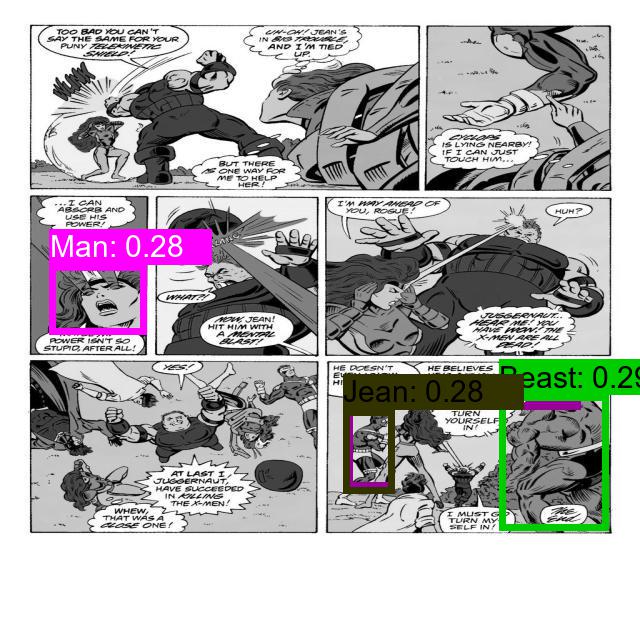 TOO BAD YOU CAN'T
SAY THE SAME FOR YOUR
PUNY TELEKINETIC
SHIELD!
UH-OH! JEAN'S
IN BIG TROUBLE,
AND I'M TIED
UP.
BUT THERE
IS ONE WAY FOR
ME TO HELP
HER!
CYCLOPS
IS LYING NEARBY!
IF I CAN JUST
TOUCH HIM...
...I CAN
ABSORB AND
USE HIS
POWER!
Man: 0.28
POWER ISN'T SO
STUPID, AFTER ALL!
WHAT?!
NOW, JEAN!
HIT HIM WITH
A MENTAL
BLAST!
I'M WAY AHEAD OF
YOU, ROGUE!
HUH?
JUGGERNAUT...
HEAR ME! YOU
HAVE WON! THE
X-MEN ARE ALL
DEAD!
YES!
AT LAST I,
JUGGERNAUT,
HAVE SUCCEEDED
IN KILLING
THE X-MEN!
WHEW,
THAT WAS A
CLOSE ONE!
HE DOESN'T
HE BELIEVES
Jean: 0.28
Beast: 0.29
TURN
YOURSELF
IN!
I MUST GO
TURN MY-
SELF IN!
THE
END